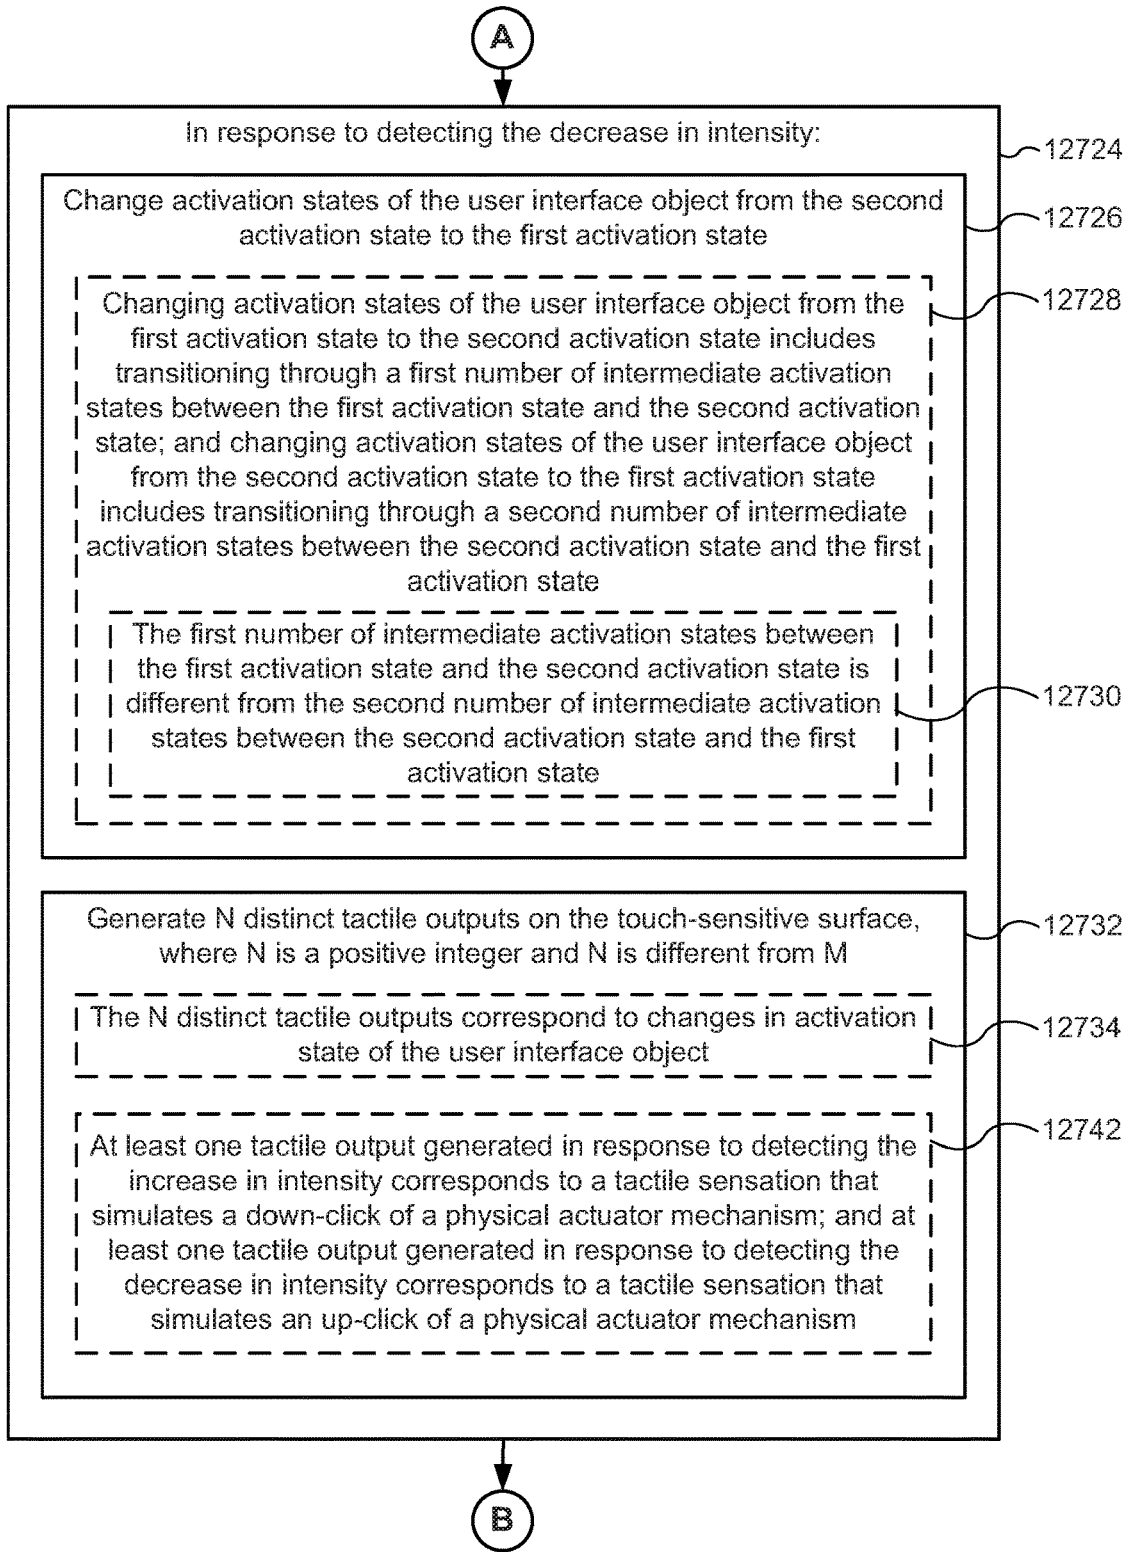 A
In response to detecting the decrease in intensity:
12724
Change activation states of the user interface object from the second
activation state to the first activation state
12726
Changing activation states of the user interface object from the
first activation state to the second activation state includes
transitioning through a first number of intermediate activation
states between the first activation state and the second activation
state; and changing activation states of the user interface object
from the second activation state to the first activation state
includes transitioning through a second number of intermediate
activation states between the second activation state and the first
activation state
12728
The first number of intermediate activation states between
the first activation state and the second activation state is
different from the second number of intermediate activation
states between the second activation state and the first
activation state
12730
Generate N distinct tactile outputs on the touch-sensitive surface,
where N is a positive integer and N is different from M
12732
The N distinct tactile outputs correspond to changes in activation
state of the user interface object
12734
At least one tactile output generated in response to detecting the
increase in intensity corresponds to a tactile sensation that
simulates a down-click of a physical actuator mechanism; and at
least one tactile output generated in response to detecting the
decrease in intensity corresponds to a tactile sensation that
simulates an up-click of a physical actuator mechanism
12742
B